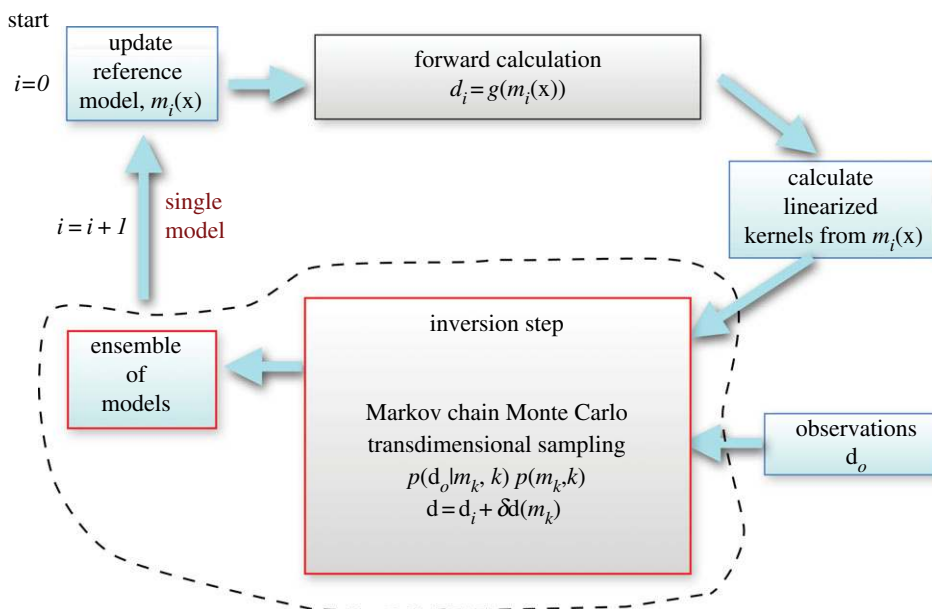 start
i=0
update
reference
model, m_i(x)
forward calculation
d_i = g(m_i(x))
calculate
linearized
kernels from m_i(x)
i = i + 1
single
model
inversion step
Markov chain Monte Carlo
transdimensional sampling
p(d_o|m_k, k) p(m_k,k)
d = d_i + δd(m_k)
ensemble
of
models
observations
d_o